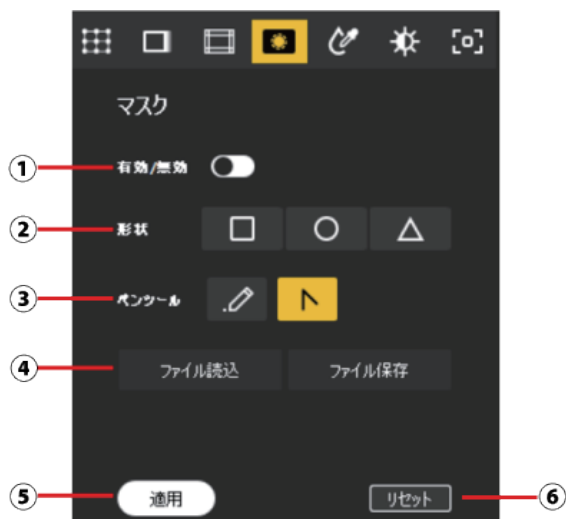 マスク
① 有効/無効
② 形状
③ ペンツール
④ ファイル読込 ファイル保存
⑤ 適用 リセット ⑥